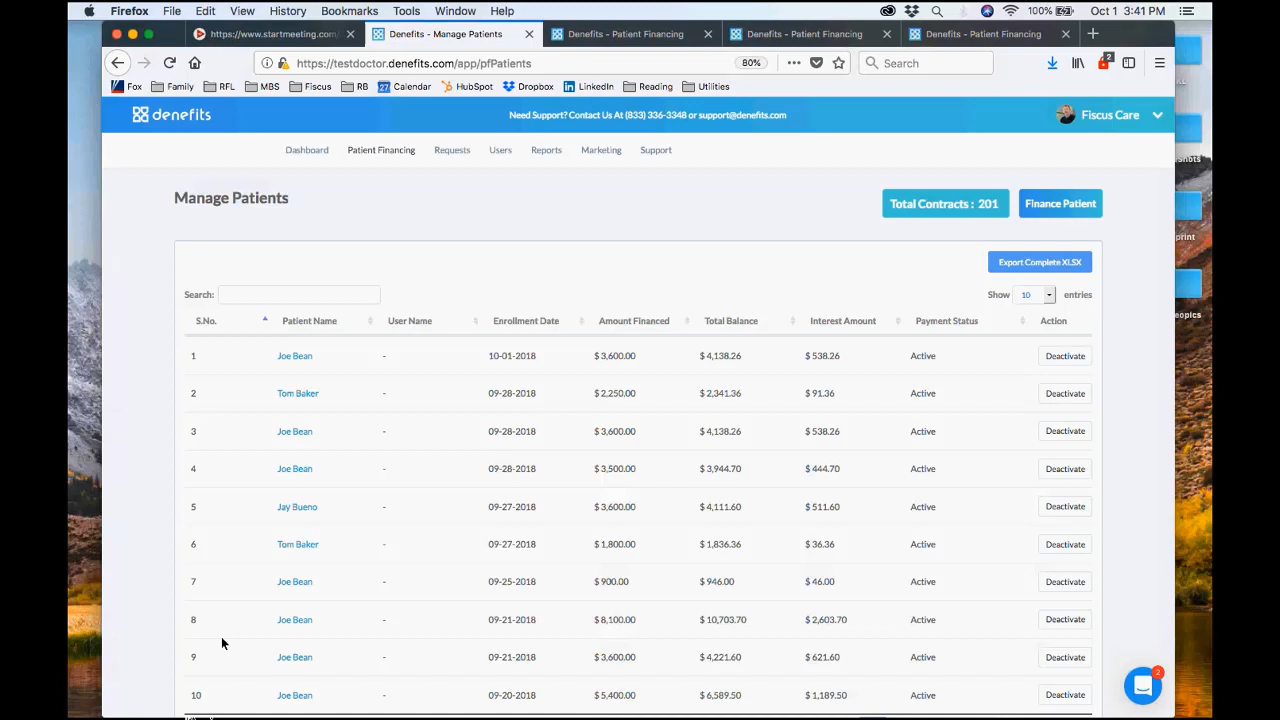 Firefox File Edit View History Bookmarks Tools Window Help 100% Oct 1 3:41 PM
https://www.startmeeting.com/ Denefits - Manage Patients Denefits - Patient Financing Denefits - Patient Financing Denefits - Patient Financing
https://testdoctor.denefits.com/app/pfPatients 80% Search 2
Fox Family RFL MBS Fiscus RB 27 Calendar HubSpot Dropbox LinkedIn Reading Utilities
denefits Need Support? Contact Us At (833) 336-3348 or support@denefits.com Fiscus Care
Dashboard Patient Financing Requests Users Reports Marketing Support
Manage Patients Total Contracts : 201 Finance Patient
Export Complete XLSX
Search: Show 10 entries
S.No. Patient Name User Name Enrollment Date Amount Financed Total Balance Interest Amount Payment Status Action
1 Joe Bean - 10-01-2018 $ 3,600.00 $ 4,138.26 $ 538.26 Active Deactivate
2 Tom Baker - 09-28-2018 $ 2,250.00 $ 2,341.36 $ 91.36 Active Deactivate
3 Joe Bean - 09-28-2018 $ 3,600.00 $ 4,138.26 $ 538.26 Active Deactivate
4 Joe Bean - 09-28-2018 $ 3,500.00 $ 3,944.70 $ 444.70 Active Deactivate
5 Jay Bueno - 09-27-2018 $ 3,600.00 $ 4,111.60 $ 511.60 Active Deactivate
6 Tom Baker - 09-27-2018 $ 1,800.00 $ 1,836.36 $ 36.36 Active Deactivate
7 Joe Bean - 09-25-2018 $ 900.00 $ 946.00 $ 46.00 Active Deactivate
8 Joe Bean - 09-21-2018 $ 8,100.00 $ 10,703.70 $ 2,603.70 Active Deactivate
9 Joe Bean - 09-21-2018 $ 3,600.00 $ 4,221.60 $ 621.60 Active Deactivate
10 Joe Bean - 09-20-2018 $ 5,400.00 $ 6,589.50 $ 1,189.50 Active Deactivate
2